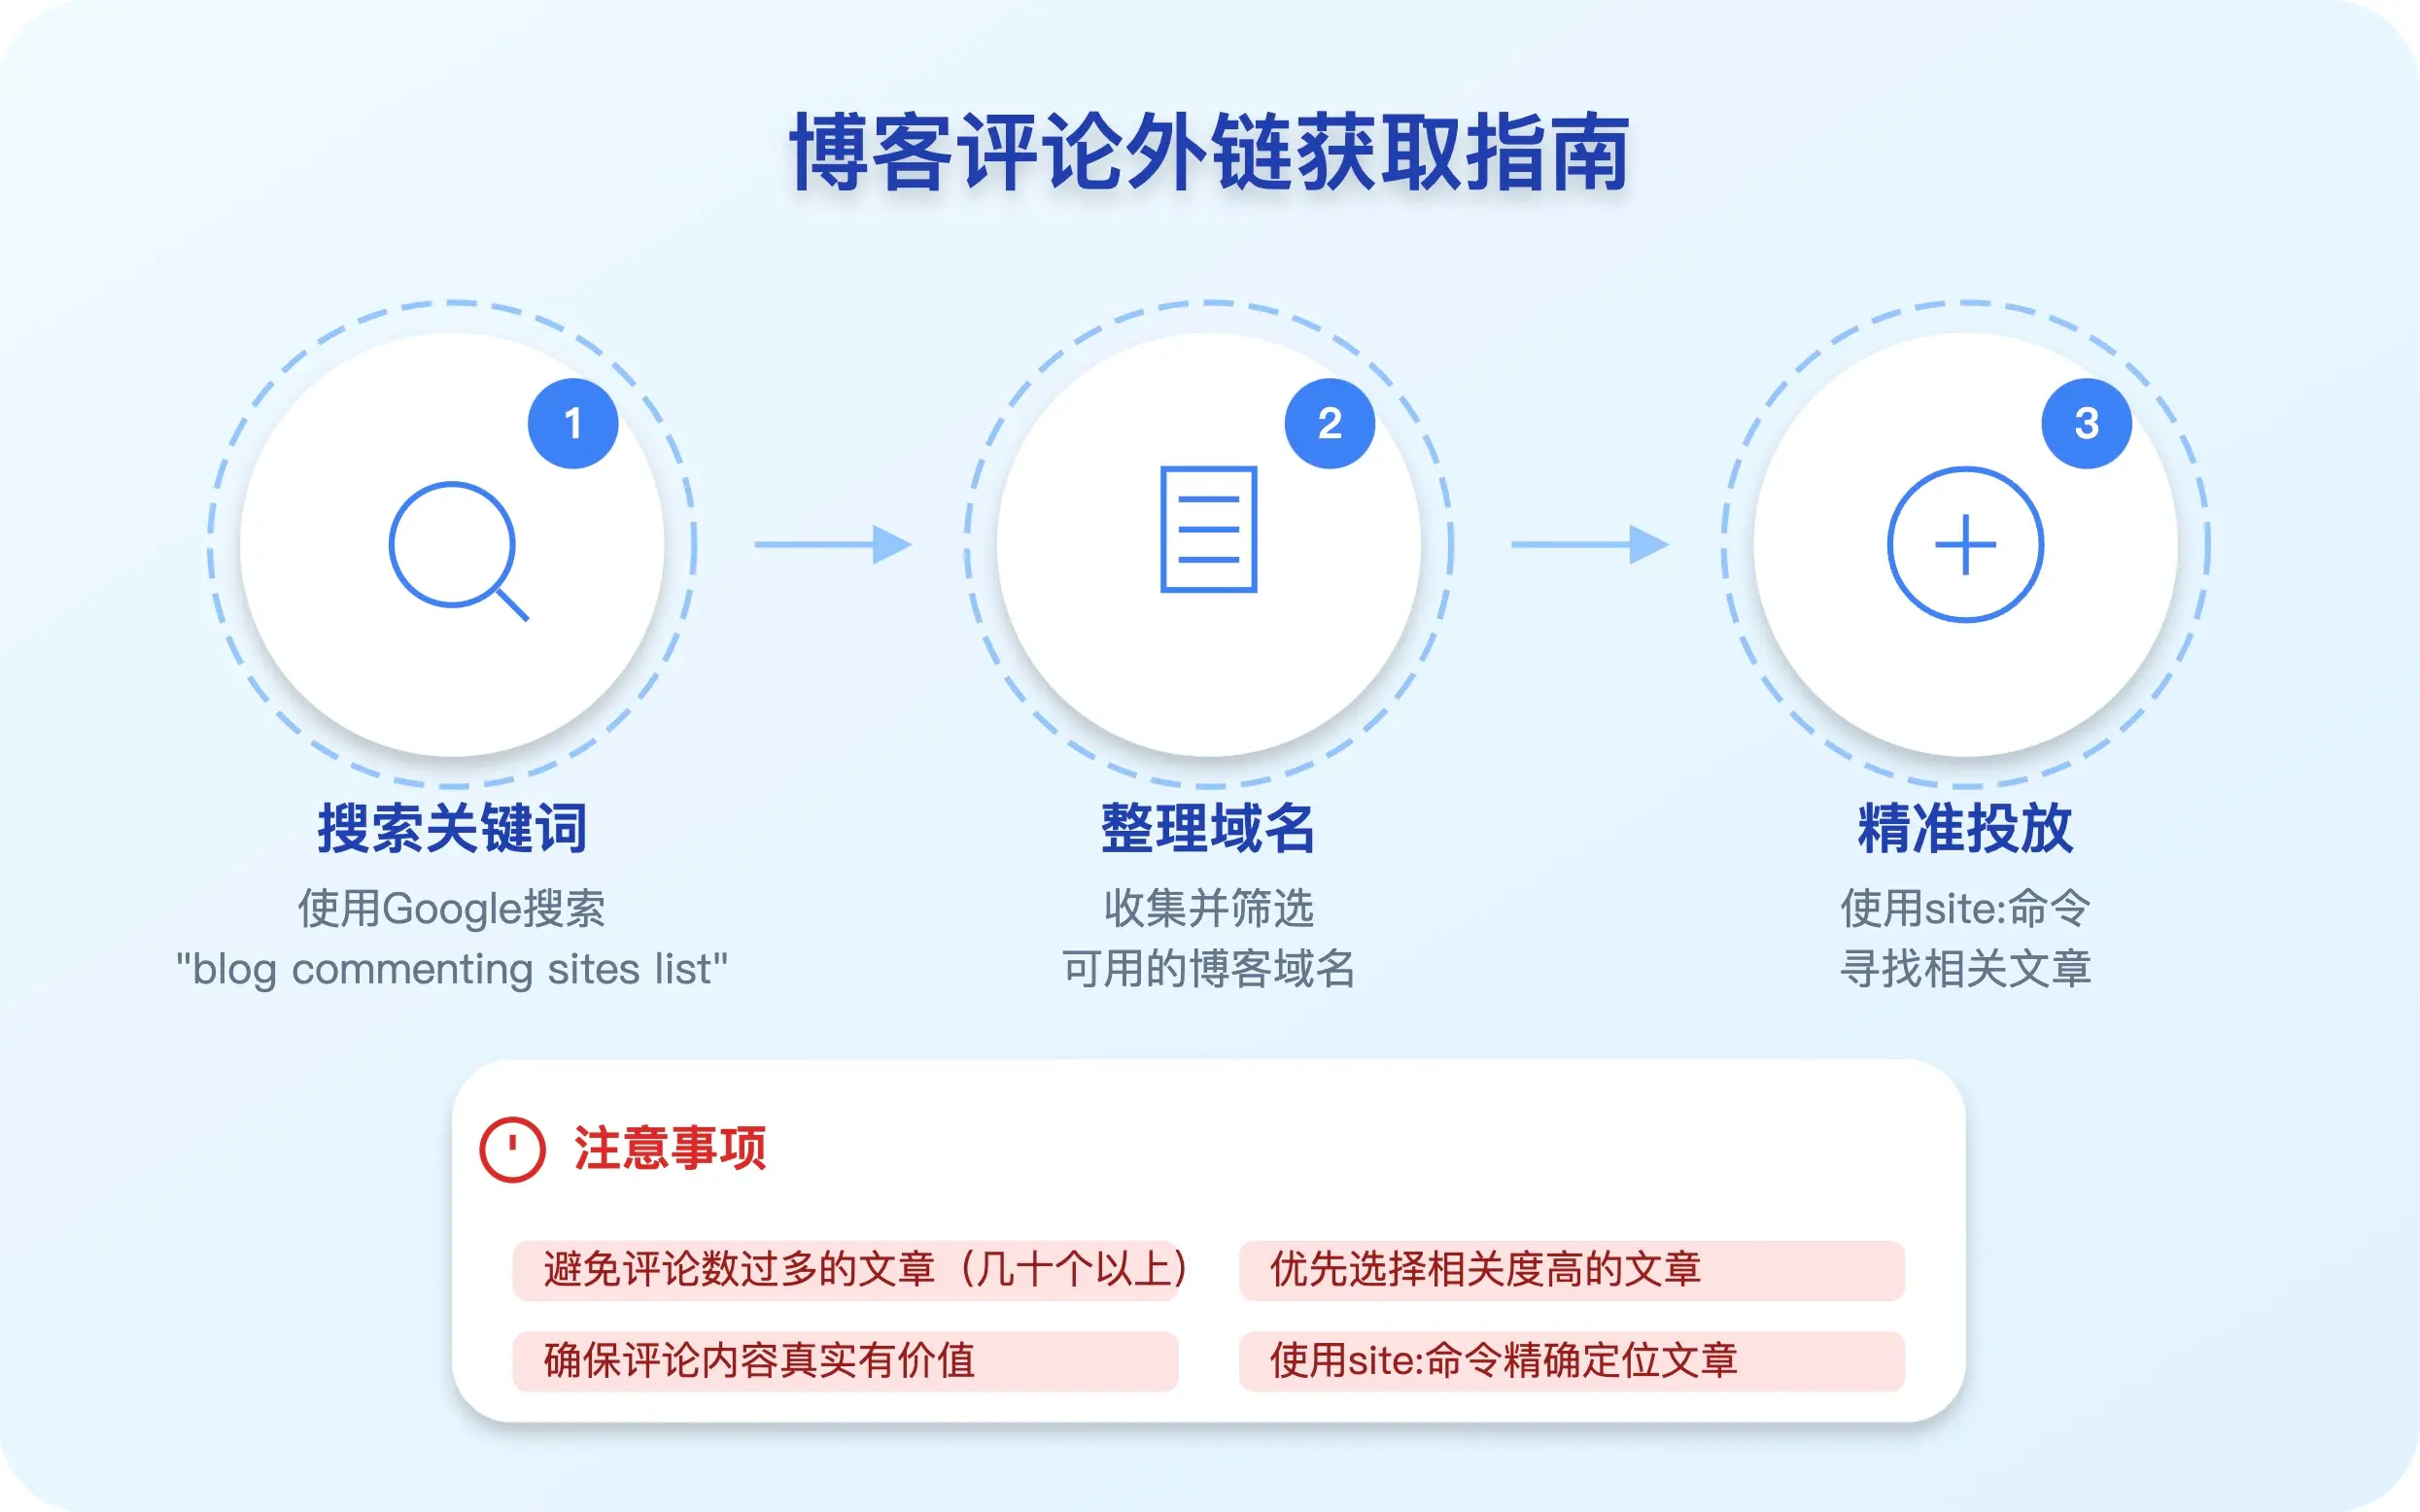 博客评论外链获取指南
1
2
3
搜索关键词
使用Google搜索
"blog commenting sites list"
整理域名
收集并筛选
可用的博客域名
精准投放
使用site:命令
寻找相关文章
注意事项
避免评论数过多的文章（几十个以上）
优先选择相关度高的文章
确保评论内容真实有价值
使用site:命令精确定位文章